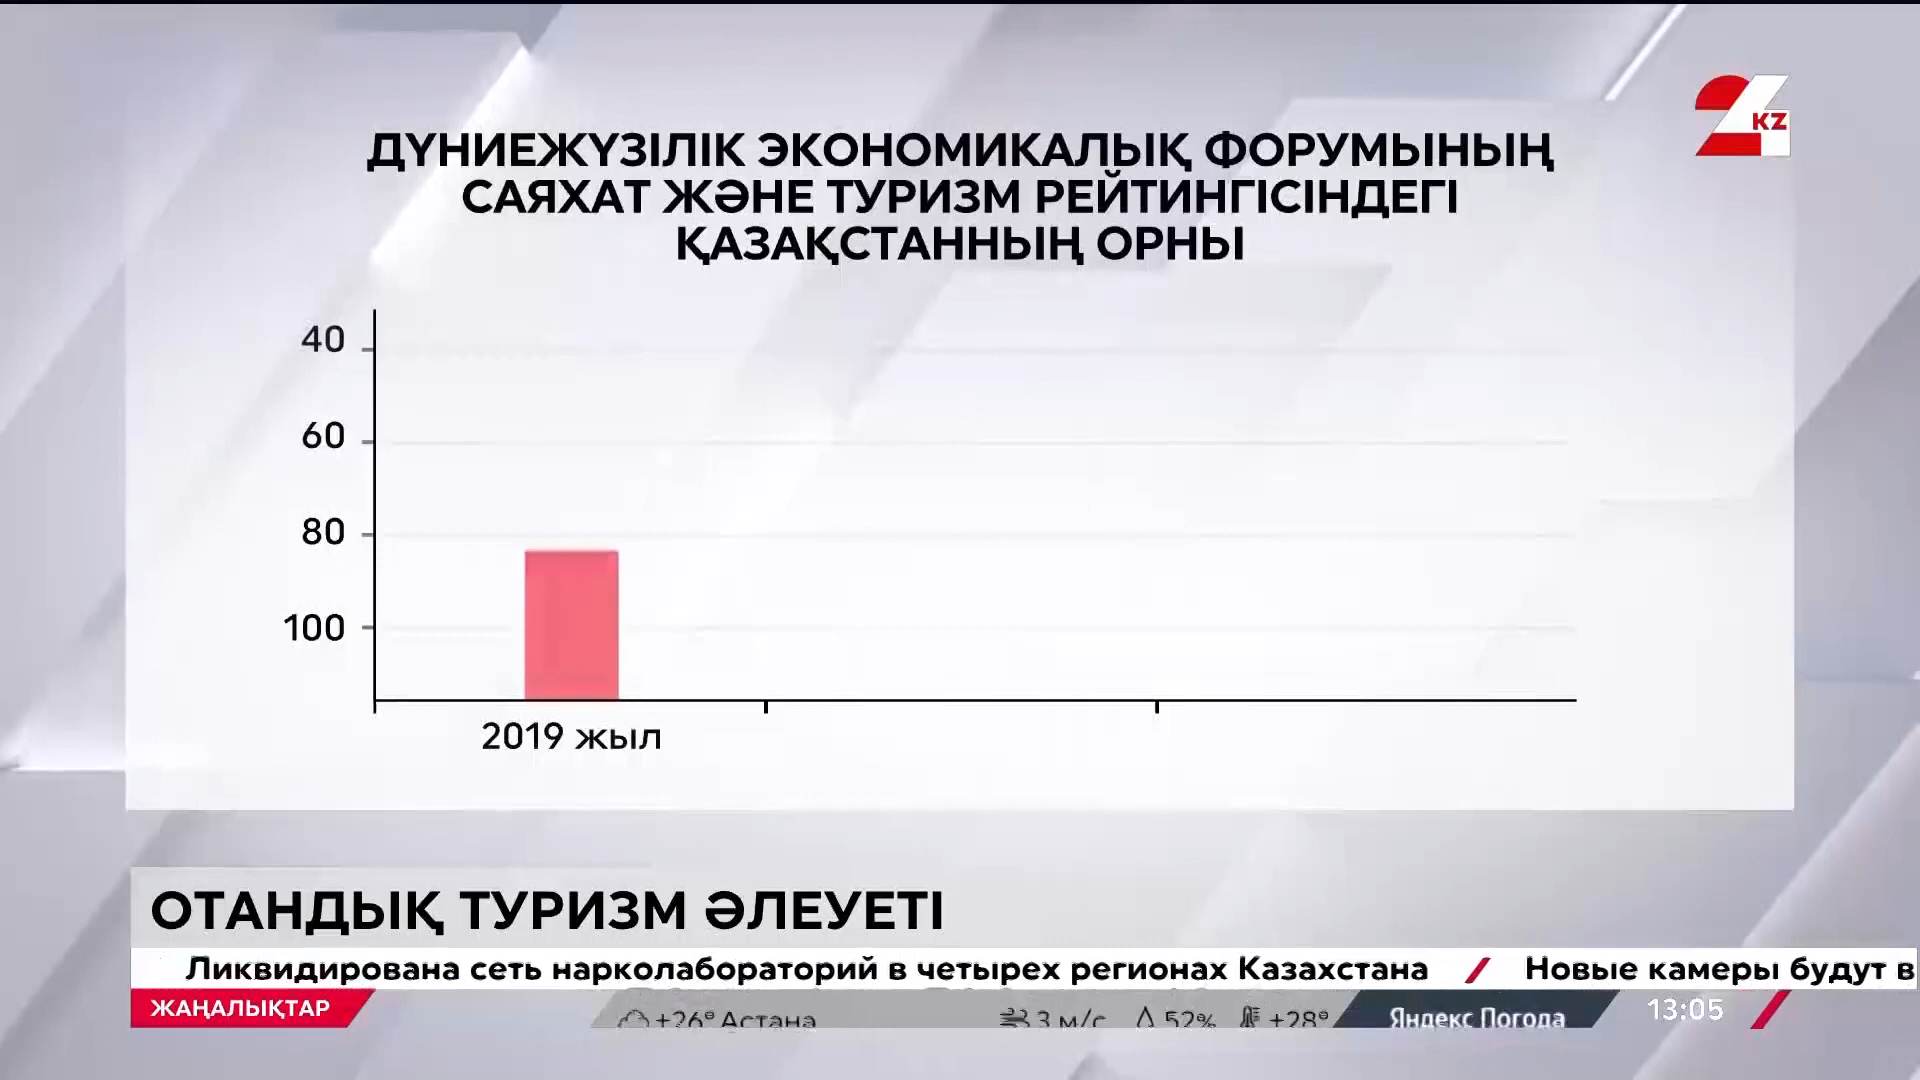 24 KZ
ДҮНИЕЖҮЗІЛІК ЭКОНОМИКАЛЫҚ ФОРУМЫНЫҢ
САЯХАТ ЖӘНЕ ТУРИЗМ РЕЙТИНГІСІНДЕГІ
ҚАЗАҚСТАННЫҢ ОРНЫ
40
60
80
100
2019 жыл
ОТАНДЫҚ ТУРИЗМ ӘЛЕУЕТІ
Ликвидирована сеть нарколабораторий в четырех регионах Казахстана / Новые камеры будут в
ЖАҢАЛЫҚТАР +26° Астана 3 м/с 52% +28° Яндекс Погода 13:05